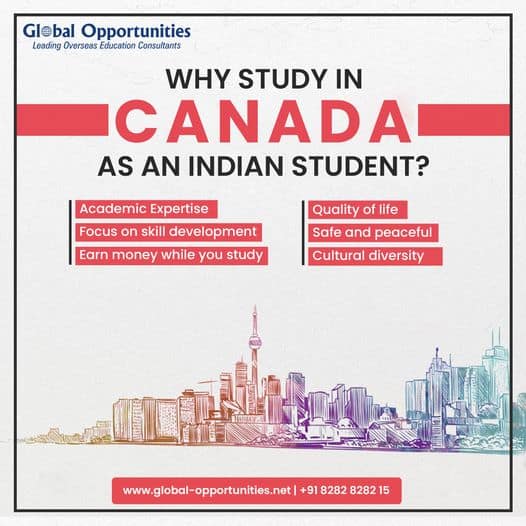 Global Opportunities
Leading Overseas Education Consultants
WHY STUDY IN
CANADA
AS AN INDIAN STUDENT?
Academic Expertise
Focus on skill development
Earn money while you study
Quality of life
Safe and peaceful
Cultural diversity
www.global-opportunities.net | +91 8282 8282 15